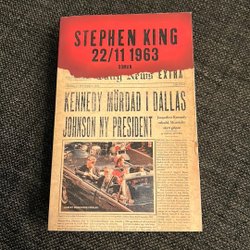 STEPHEN KING
22/11 1963
ROMAN
Daily News EXTRA
KENNEDY MÖRDAD I DALLAS
JOHNSON NY PRESIDENT